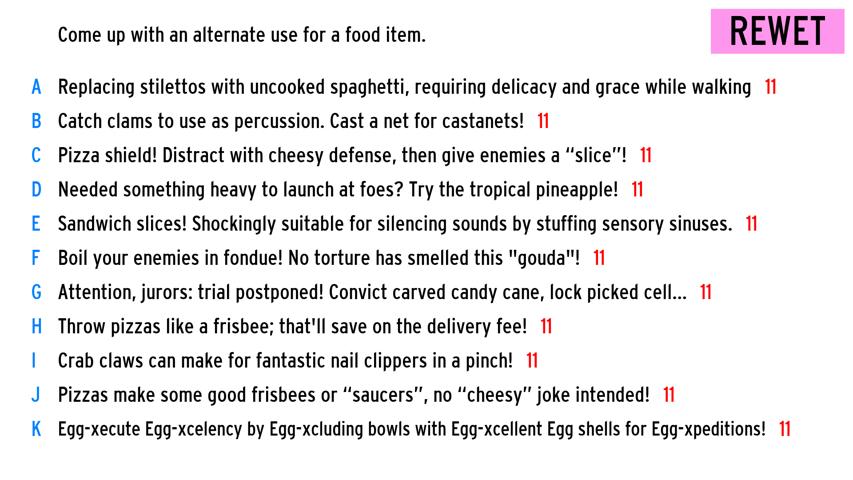 Come up with an alternate use for a food item.
REWET
A Replacing stilettos with uncooked spaghetti, requiring delicacy and grace while walking 11
B Catch clams to use as percussion. Cast a net for castanets! 11
C Pizza shield! Distract with cheesy defense, then give enemies a “slice”! 11
D Needed something heavy to launch at foes? Try the tropical pineapple! 11
E Sandwich slices! Shockingly suitable for silencing sounds by stuffing sensory sinuses. 11
F Boil your enemies in fondue! No torture has smelled this "gouda"! 11
G Attention, jurors: trial postponed! Convict carved candy cane, lock picked cell... 11
H Throw pizzas like a frisbee; that'll save on the delivery fee! 11
I Crab claws can make for fantastic nail clippers in a pinch! 11
J Pizzas make some good frisbees or “saucers”, no “cheesy” joke intended! 11
K Egg-xecute Egg-xcelency by Egg-xcluding bowls with Egg-xcellent Egg shells for Egg-xpeditions! 11